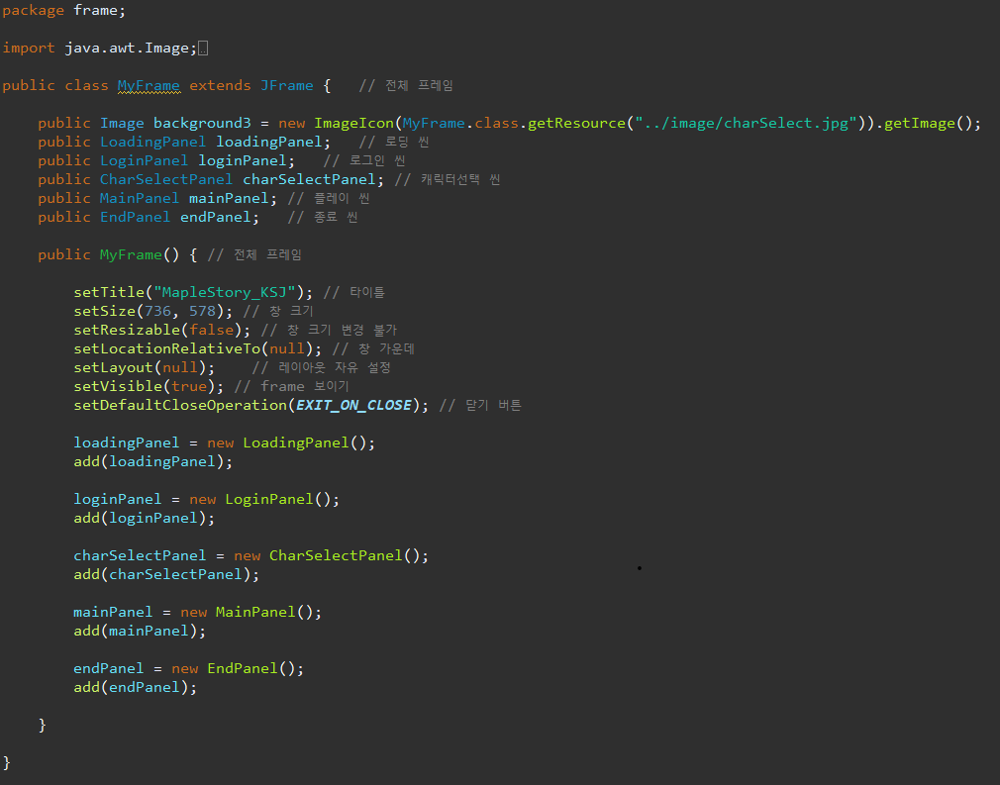 package frame;
import java.awt.Image;
public class MyFrame extends JFrame {   // 전체 프레임
    public Image background3 = new ImageIcon(MyFrame.class.getResource("../image/charSelect.jpg")).getImage();
    public LoadingPanel loadingPanel;   // 로딩 씬
    public LoginPanel loginPanel;   // 로그인 씬
    public CharSelectPanel charSelectPanel; // 캐릭터선택 씬
    public MainPanel mainPanel; // 플레이 씬
    public EndPanel endPanel;   // 종료 씬
    public MyFrame() { // 전체 프레임
        setTitle("MapleStory_KSJ"); // 타이틀
        setSize(736, 578); // 창 크기
        setResizable(false); // 창 크기 변경 불가
        setLocationRelativeTo(null); // 창 가운데
        setLayout(null);    // 레이아웃 자유 설정
        setVisible(true); // frame 보이기
        setDefaultCloseOperation(EXIT_ON_CLOSE); // 닫기 버튼
        loadingPanel = new LoadingPanel();
        add(loadingPanel);
        loginPanel = new LoginPanel();
        add(loginPanel);
        charSelectPanel = new CharSelectPanel();
        add(charSelectPanel);
        mainPanel = new MainPanel();
        add(mainPanel);
        endPanel = new EndPanel();
        add(endPanel);
    }
}